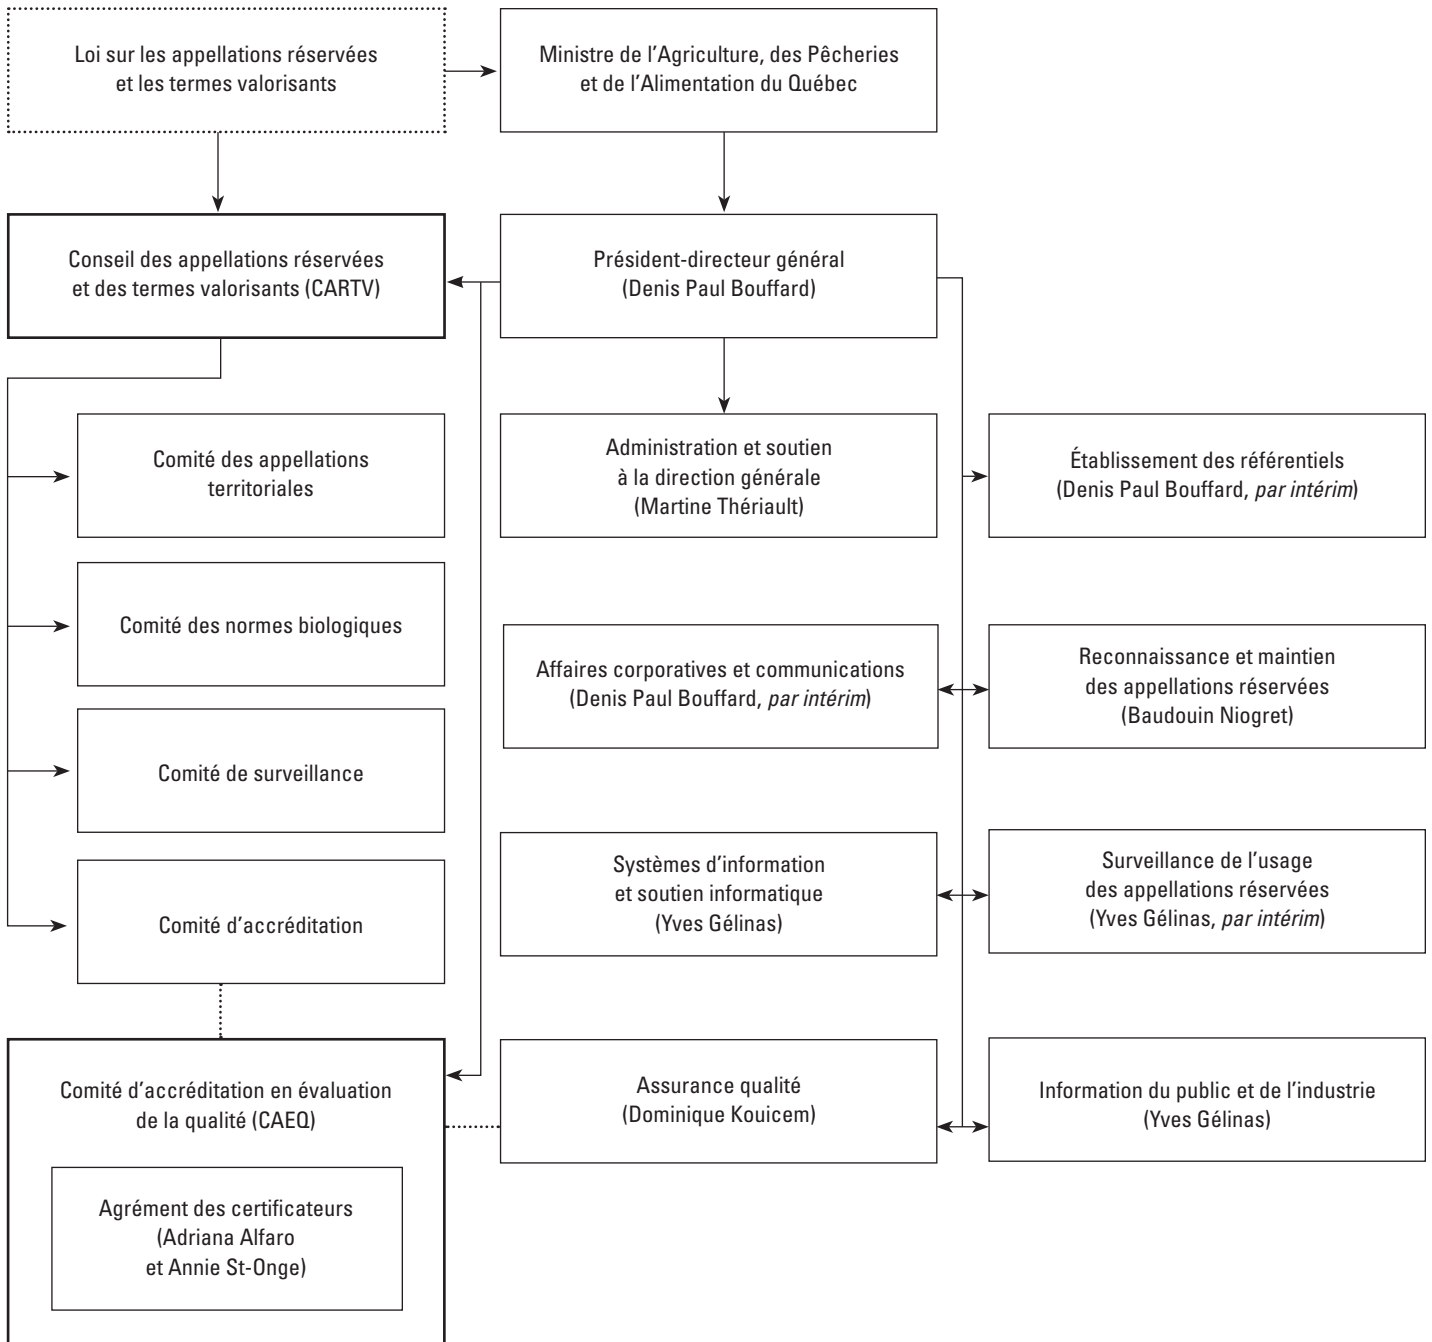 Loi sur les appellations réservées
et les termes valorisants
Ministre de l’Agriculture, des Pêcheries
et de l’Alimentation du Québec
Conseil des appellations réservées
et des termes valorisants (CARTV)
Président-directeur général
(Denis Paul Bouffard)
Comité des appellations
territoriales
Administration et soutien
à la direction générale
(Martine Thériault)
Établissement des référentiels
(Denis Paul Bouffard, par intérim)
Comité des normes biologiques
Affaires corporatives et communications
(Denis Paul Bouffard, par intérim)
Reconnaissance et maintien
des appellations réservées
(Baudouin Niogret)
Comité de surveillance
Systèmes d’information
et soutien informatique
(Yves Gélinas)
Surveillance de l’usage
des appellations réservées
(Yves Gélinas, par intérim)
Comité d’accréditation
Comité d’accréditation en évaluation
de la qualité (CAEQ)
Assurance qualité
(Dominique Kouicem)
Information du public et de l’industrie
(Yves Gélinas)
Agrément des certificateurs
(Adriana Alfaro
et Annie St-Onge)